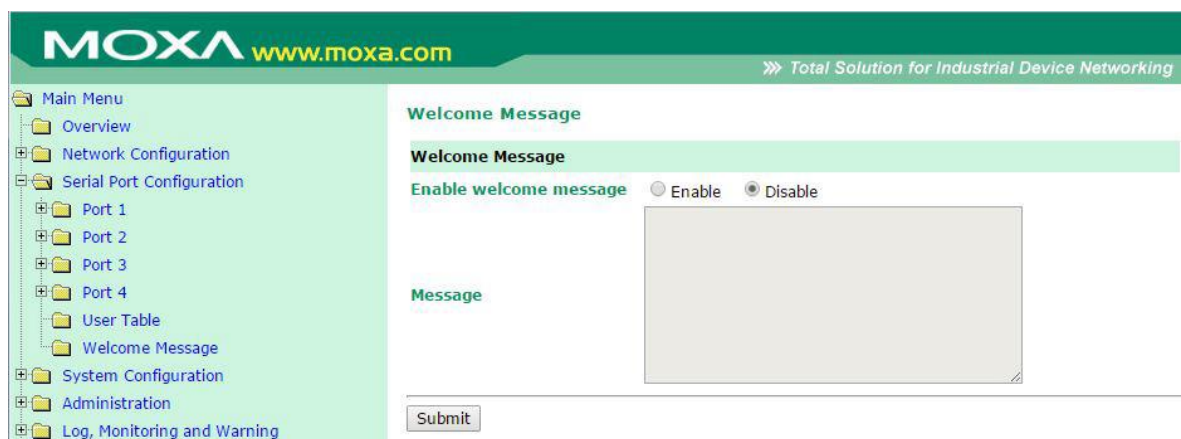 MOXA www.moxa.com
Total Solution for Industrial Device Networking
Main Menu
Overview
Network Configuration
Serial Port Configuration
Port 1
Port 2
Port 3
Port 4
User Table
Welcome Message
System Configuration
Administration
Log, Monitoring and Warning
Welcome Message
Welcome Message
Enable welcome message Enable Disable
Message
Submit